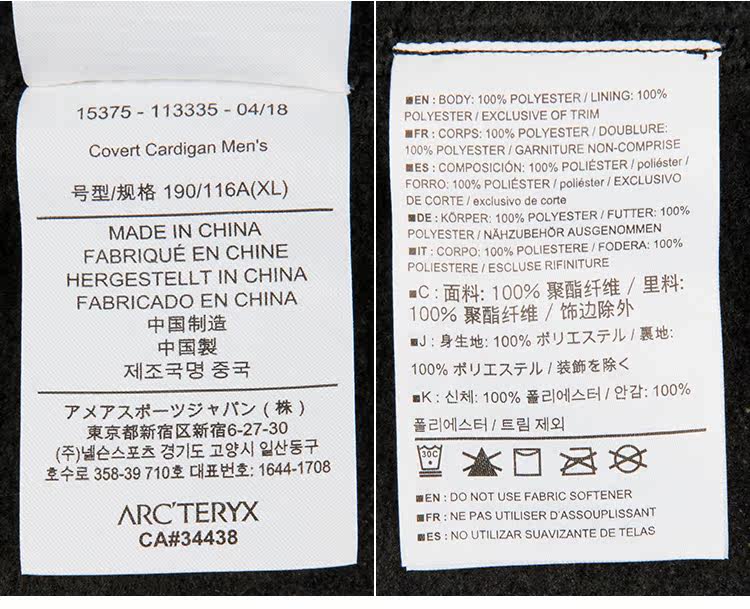 15375 - 113335 - 04/18
Covert Cardigan Men's
号型/规格 190/116A(XL)
MADE IN CHINA
FABRIQUÉ EN CHINE
HERGESTELLT IN CHINA
FABRICADO EN CHINA
中国制造
中国製
제조국명 중국
アメアスポーツジャパン（株）
東京都新宿区新宿6-27-30
(주)넬슨스포츠 경기도 고양시 일산동구
호수로 358-39 710호 대표번호: 1644-1708
ARC'TERYX
CA#34438
■EN : BODY: 100% POLYESTER / LINING: 100%
POLYESTER / EXCLUSIVE OF TRIM
■FR : CORPS: 100% POLYESTER / DOUBLURE:
100% POLYESTER / GARNITURE NON-COMPRISE
■ES : COMPOSICIÓN: 100% POLIÉSTER / poliéster /
FORRO: 100% POLIÉSTER / poliéster / EXCLUSIVO
DE CORTE / exclusivo de corte
■DE : KÖRPER: 100% POLYESTER / FUTTER: 100%
POLYESTER / NÄHZUBEHÖR AUSGENOMMEN
■IT : CORPO: 100% POLIESTERE / FODERA: 100%
POLIESTERE / ESCLUSE RIFINITURE
■C : 面料: 100% 聚酯纤维 / 里料:
100% 聚酯纤维 / 饰边除外
■J : 身生地: 100% ポリエステル / 裏地:
100% ポリエステル / 装飾を除く
■K : 신체: 100% 폴리에스터 / 안감: 100%
폴리에스터 / 트림 제외
30C
■EN : DO NOT USE FABRIC SOFTENER
■FR : NE PAS UTILISER D'ASSOUPLISSANT
■ES : NO UTILIZAR SUAVIZANTE DE TELAS